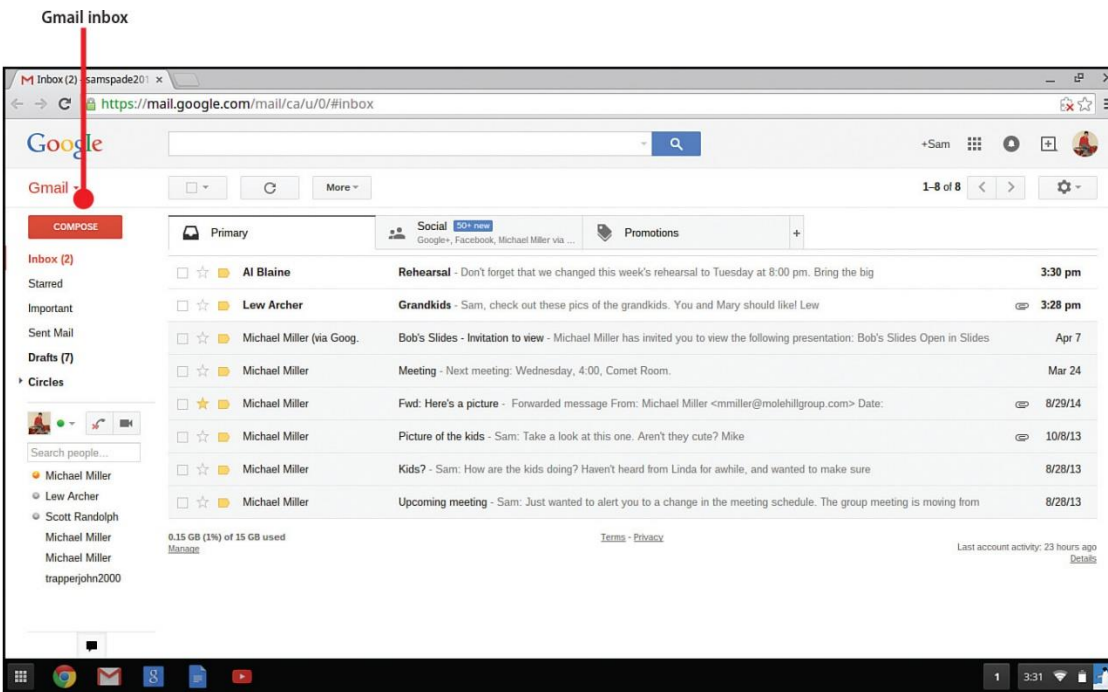 Gmail inbox
Inbox (2) - samspade201
https://mail.google.com/mail/ca/u/0/#inbox
Google
+Sam
Gmail
More
1–8 of 8
COMPOSE
Primary
Social 50+ new
Google+, Facebook, Michael Miller via ...
Promotions
+
Inbox (2)
Starred
Important
Sent Mail
Drafts (7)
Circles
Search people...
Michael Miller
Lew Archer
Scott Randolph
Michael Miller
Michael Miller
trapperjohn2000
Al Blaine Rehearsal - Don't forget that we changed this week's rehearsal to Tuesday at 8:00 pm. Bring the big 3:30 pm
Lew Archer Grandkids - Sam, check out these pics of the grandkids. You and Mary should like! Lew 3:28 pm
Michael Miller (via Goog. Bob's Slides - Invitation to view - Michael Miller has invited you to view the following presentation: Bob's Slides Open in Slides Apr 7
Michael Miller Meeting - Next meeting: Wednesday, 4:00, Comet Room. Mar 24
Michael Miller Fwd: Here's a picture - Forwarded message From: Michael Miller <mmiller@molehillgroup.com> Date: 8/29/14
Michael Miller Picture of the kids - Sam: Take a look at this one. Aren't they cute? Mike 10/8/13
Michael Miller Kids? - Sam: How are the kids doing? Haven't heard from Linda for awhile, and wanted to make sure 8/28/13
Michael Miller Upcoming meeting - Sam: Just wanted to alert you to a change in the meeting schedule. The group meeting is moving from 8/28/13
0.15 GB (1%) of 15 GB used
Manage
Terms - Privacy
Last account activity: 23 hours ago
Details
8
1
3:31